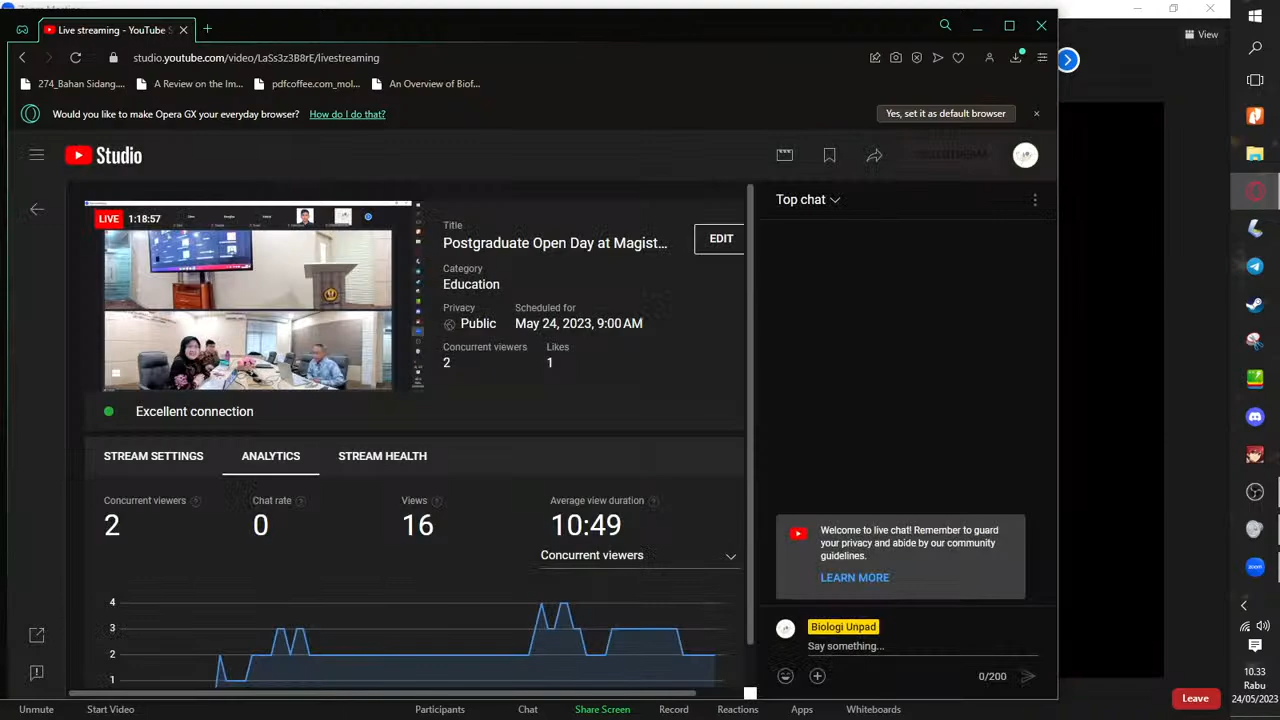 Live streaming - YouTube S
View
studio.youtube.com/video/LaSs3z3B8rE/livestreaming
274_Bahan Sidang....
A Review on the Im...
pdfcoffee.com_mol...
An Overview of Biof...
Would you like to make Opera GX your everyday browser? How do I do that?
Yes, set it as default browser
Studio
Top chat
LIVE 1:18:57
Title
Postgraduate Open Day at Magist...
EDIT
Category
Education
Privacy
Public
Scheduled for
May 24, 2023, 9:00 AM
Concurrent viewers
2
Likes
1
Excellent connection
STREAM SETTINGS
ANALYTICS
STREAM HEALTH
Concurrent viewers
2
Chat rate
0
Views
16
Average view duration
10:49
Concurrent viewers
4
3
2
1
Welcome to live chat! Remember to guard
your privacy and abide by our community
guidelines.
LEARN MORE
Biologi Unpad
Say something...
0/200
zoom
10.33
Rabu
24/05/2023
Leave
Unmute
Start Video
Participants
Chat
Share Screen
Record
Reactions
Apps
Whiteboards